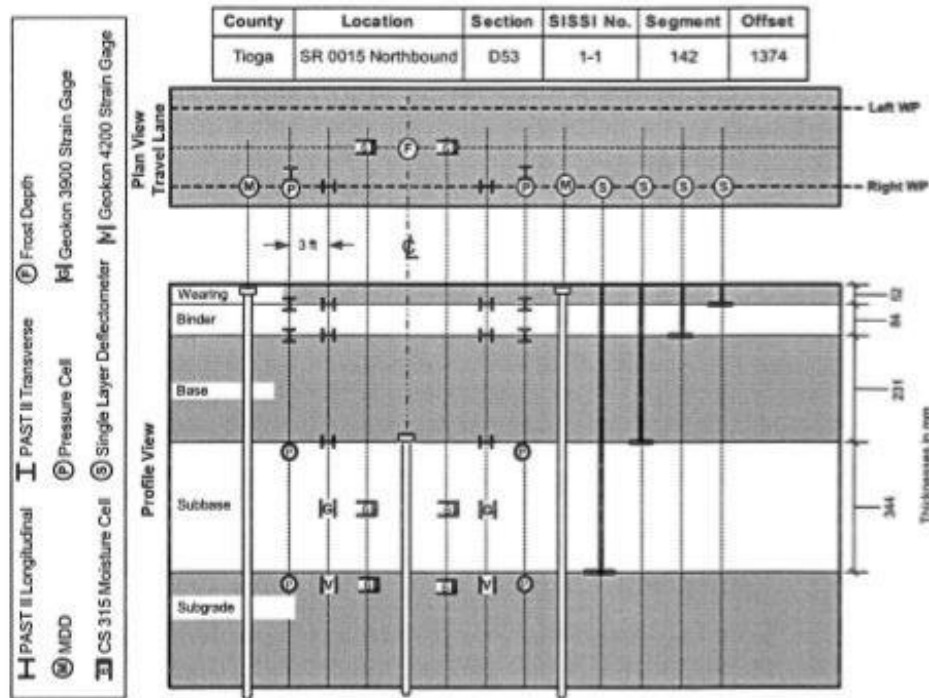 County Location Section SISSI No. Segment Offset
Tioga SR 0015 Northbound D53 1-1 142 1374
PAST II Longitudinal
PAST II Transverse
F Frost Depth
M MDD
P Pressure Cell
G Geokon 3900 Strain Gage
CS 315 Moisture Cell
S Single Layer Deflectometer
M Geokon 4200 Strain Gage
Plan View
Travel Lane
Left WP
F
M P P M S S S S
Right WP
3 ft
Profile View
Wearing
Binder
Base
P P
Subbase
G G
P M M P
Subgrade
84
231
344
Thicknesses in mm